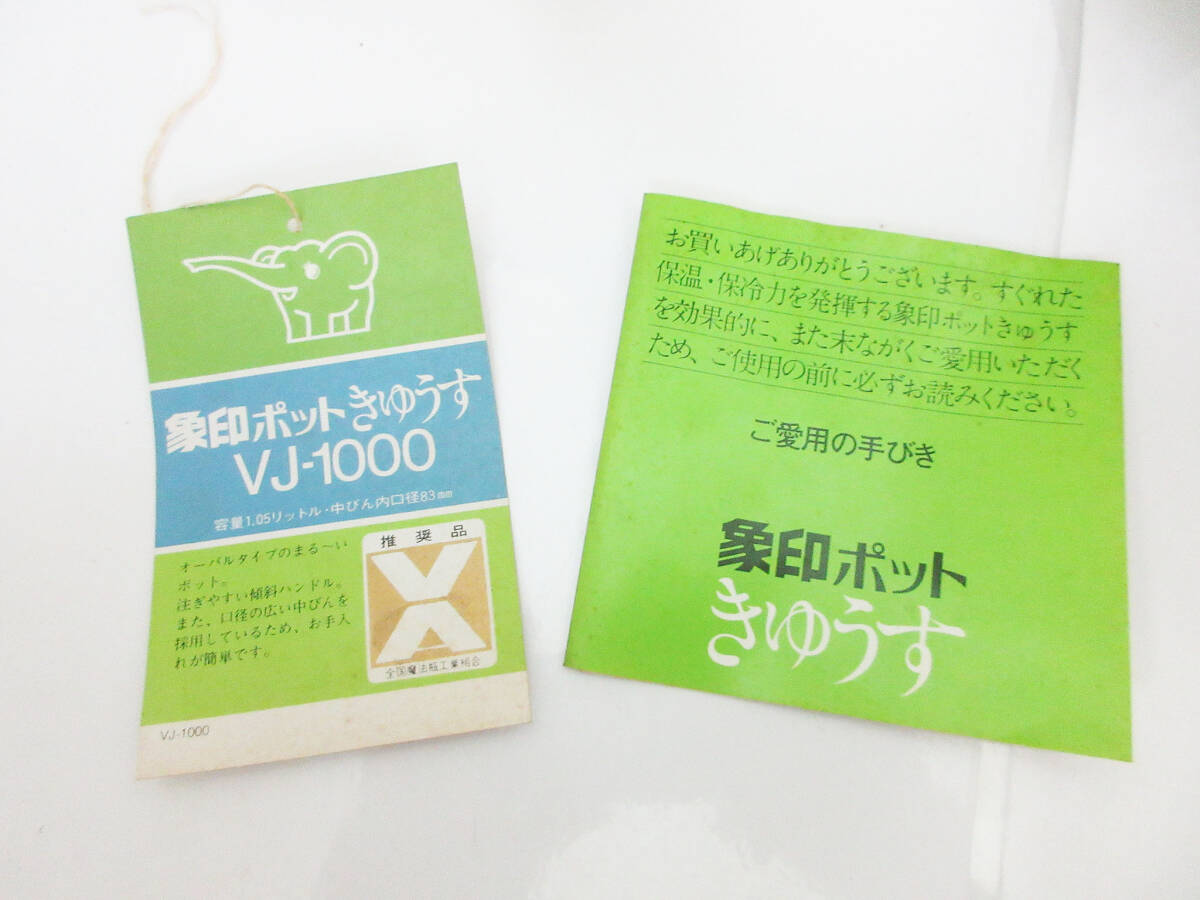 象印ポットきゅうす
VJ-1000
容量1.05リットル・中びん内口径83mm
オーバルタイプのまる〜い
ポット。
注ぎやすい傾斜ハンドル。
また、口径の広い中びんを
採用しているため、お手入
れが簡単です。
推奨品
VA
全国魔法瓶工業組合
VJ-1000
お買いあげありがとうございます。すぐれた
保温・保冷力を発揮する象印ポットきゅうす
を効果的に、また末ながくご愛用いただく
ため、ご使用の前に必ずお読みください。
ご愛用の手びき
象印ポット
きゅうす